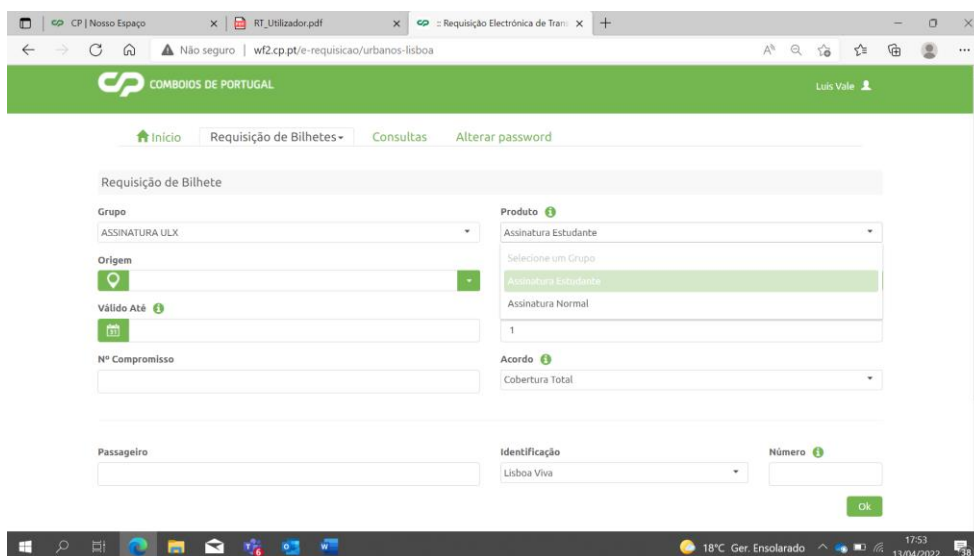 CP | Nosso Espaço
RT_Utilizador.pdf
:: Requisição Electrónica de Tran
Não seguro | wf2.cp.pt/e-requisicao/urbanos-lisboa
COMBOIOS DE PORTUGAL
Luis Vale
Início
Requisição de Bilhetes
Consultas
Alterar password
Requisição de Bilhete
Grupo
Produto
ASSINATURA ULX
Assinatura Estudante
Origem
Selecione um Grupo
Assinatura Estudante
Válido Até
Assinatura Normal
1
Nº Compromisso
Acordo
Cobertura Total
Passageiro
Identificação
Número
Lisboa Viva
Ok
18°C Ger. Ensolarado
17:53
13/04/2022
38